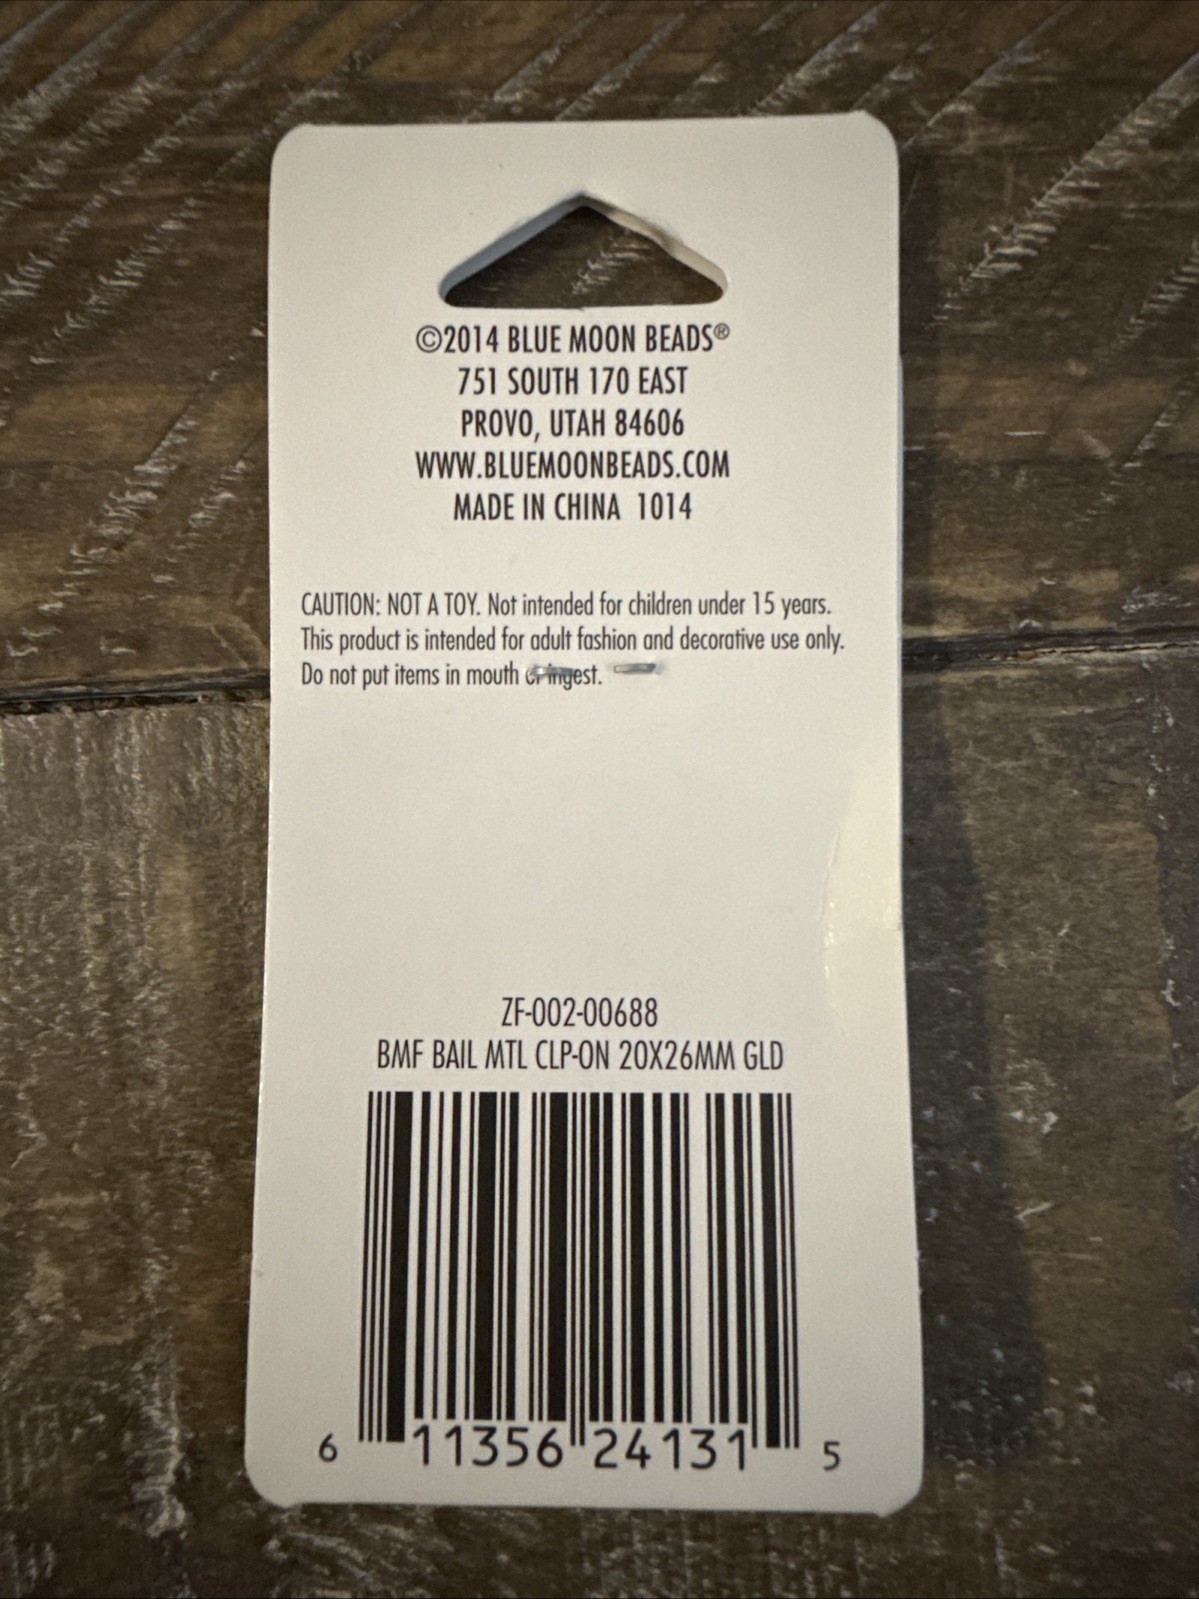 ©2014 BLUE MOON BEADS®
751 SOUTH 170 EAST
PROVO, UTAH 84606
WWW.BLUEMOONBEADS.COM
MADE IN CHINA 1014
CAUTION: NOT A TOY. Not intended for children under 15 years.
This product is intended for adult fashion and decorative use only.
Do not put items in mouth or ingest.
ZF-002-00688
BMF BAIL MTL CLP-ON 20X26MM GLD
6 11356 24131 5